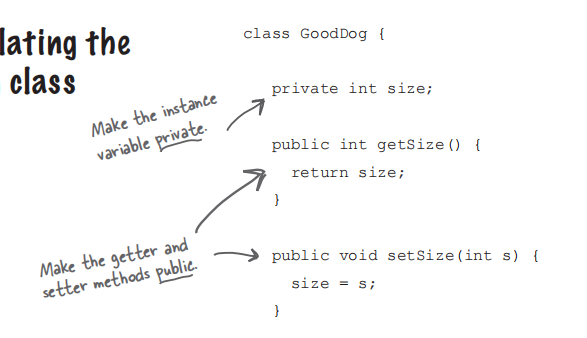 lating the
class
class GoodDog {
Make the instance
variable private.
private int size;
public int getSize() {
return size;
}
Make the getter and
setter methods public.
public void setSize(int s) {
size = s;
}